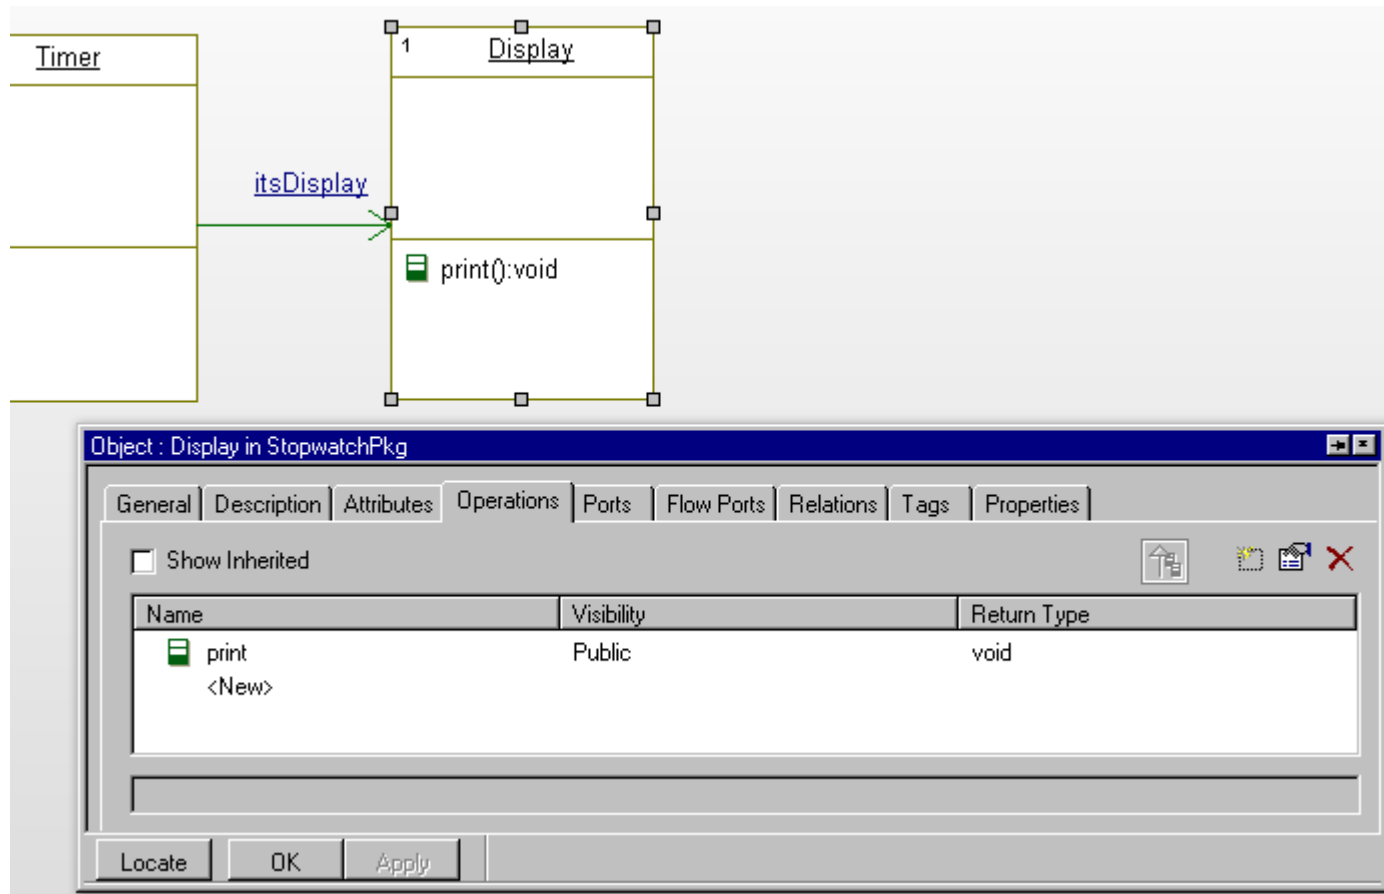 Timer
1 Display
itsDisplay
print():void
Object : Display in StopwatchPkg
General Description Attributes Operations Ports Flow Ports Relations Tags Properties
Show Inherited
Name Visibility Return Type
print Public void
<New>
Locate OK Apply